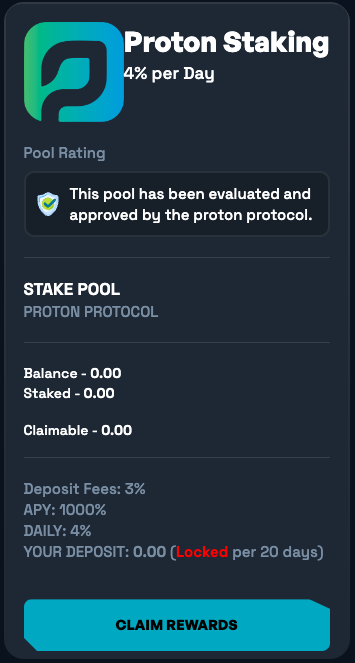 Proton Staking
4% per Day
Pool Rating
This pool has been evaluated and
approved by the proton protocol.
STAKE POOL
PROTON PROTOCOL
Balance - 0.00
Staked - 0.00
Claimable - 0.00
Deposit Fees: 3%
APY: 1000%
DAILY: 4%
YOUR DEPOSIT: 0.00 (Locked per 20 days)
CLAIM REWARDS